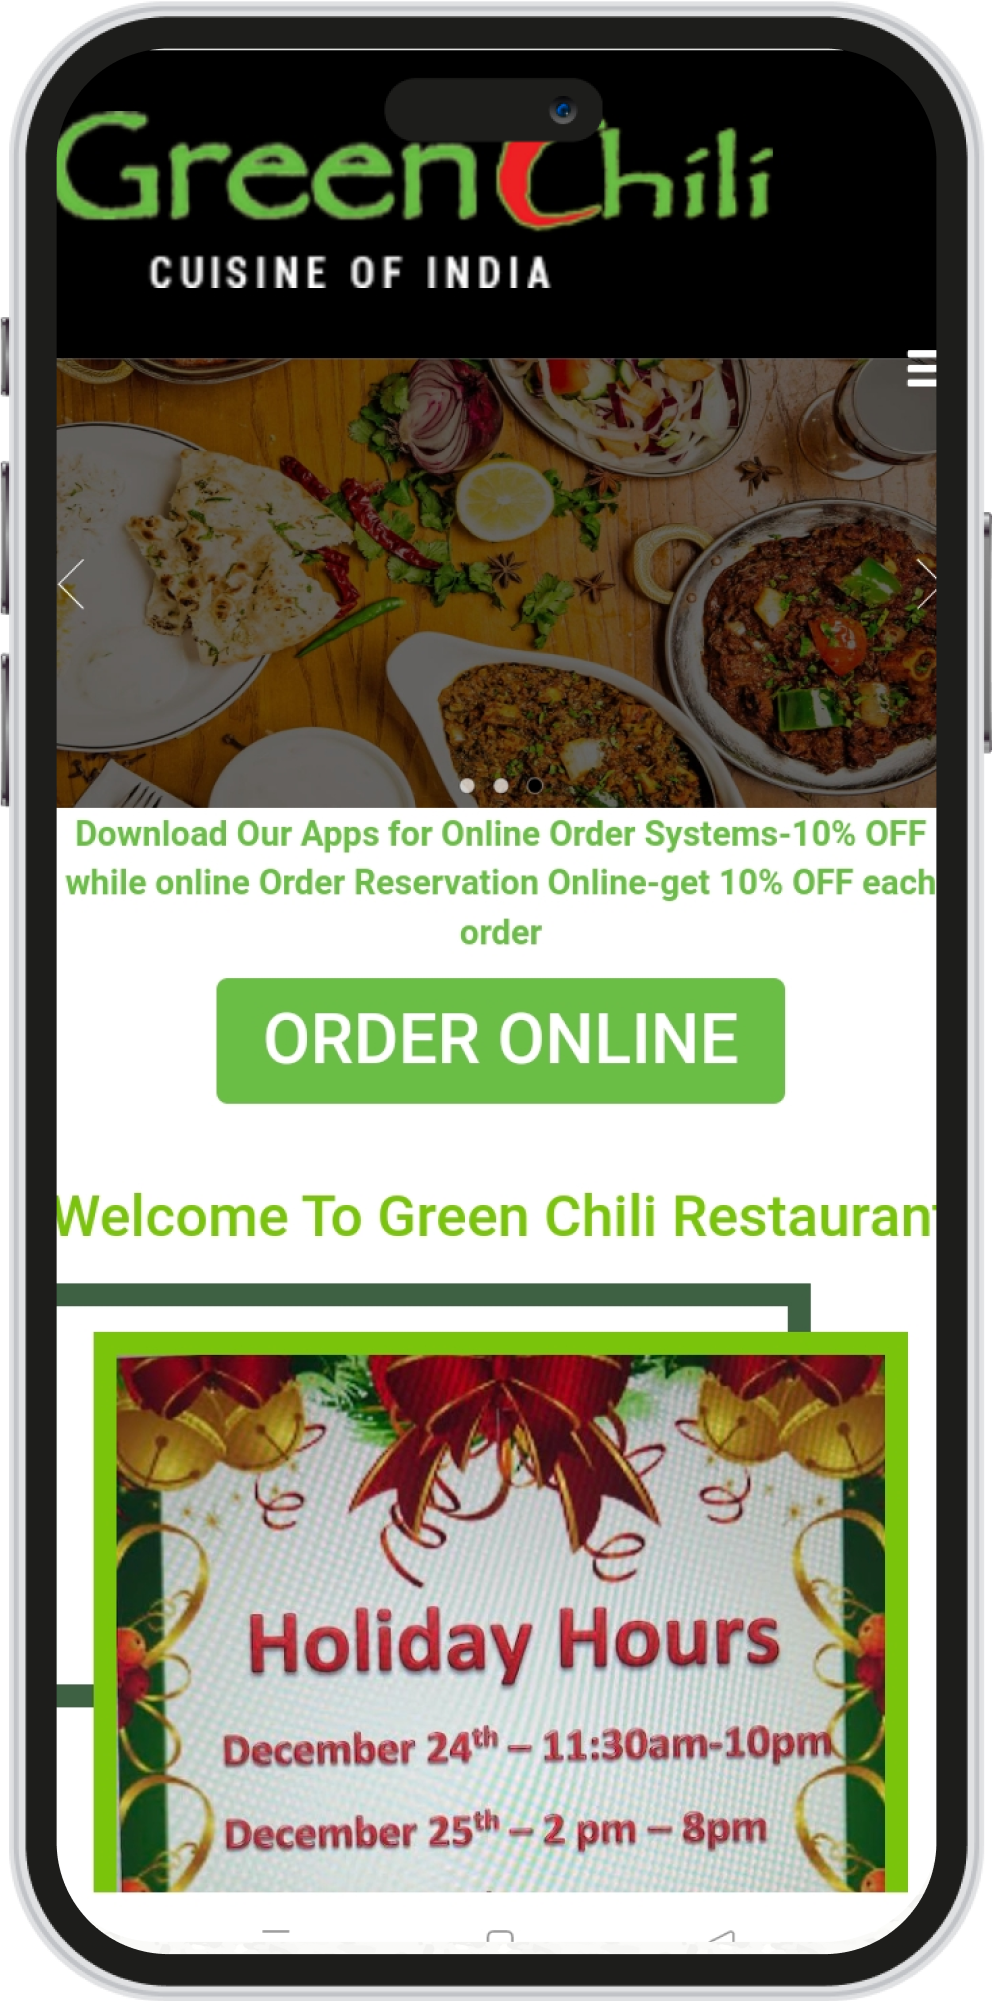 Green Chili
CUISINE OF INDIA
Download Our Apps for Online Order Systems-10% OFF
while online Order Reservation Online-get 10% OFF each
order
ORDER ONLINE
Welcome To Green Chili Restaurant
Holiday Hours
December 24th – 11:30am-10pm
December 25th – 2 pm – 8pm